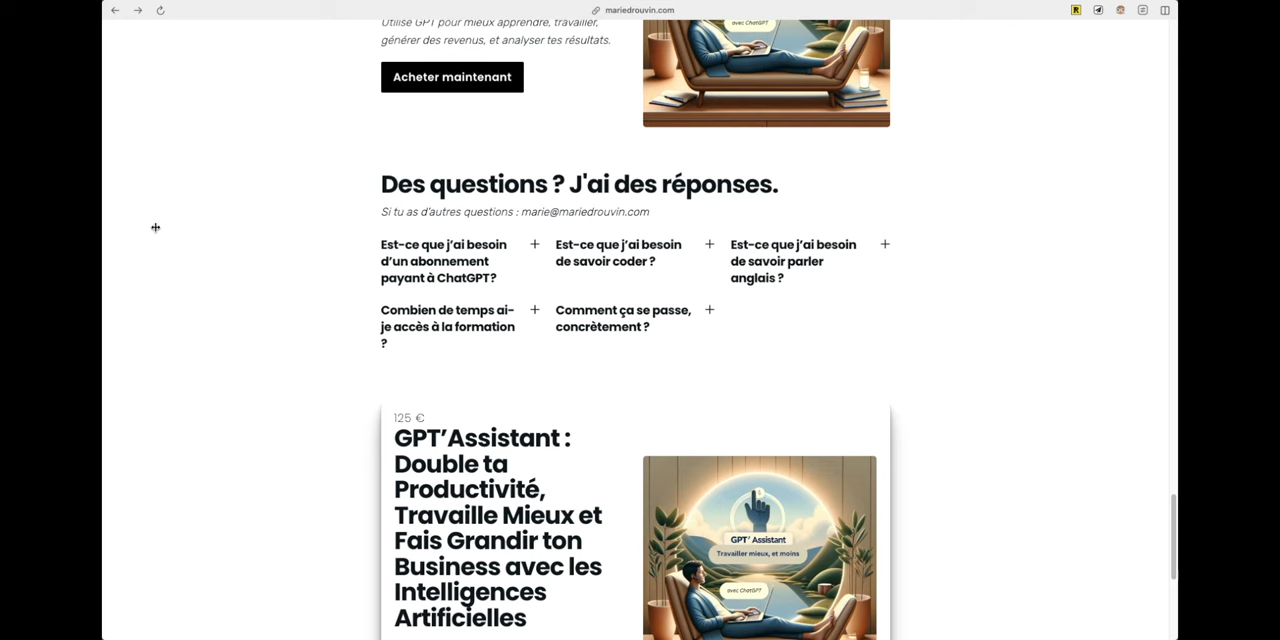 mariedrouvin.com
Utilise GPT pour mieux apprendre, travailler,
générer des revenus, et analyser tes résultats.
avec ChatGPT
Acheter maintenant
Des questions ? J'ai des réponses.
Si tu as d'autres questions : marie@mariedrouvin.com
Est-ce que j’ai besoin
d’un abonnement
payant à ChatGPT?
Est-ce que j’ai besoin
de savoir coder ?
Est-ce que j’ai besoin
de savoir parler
anglais ?
Combien de temps ai-
je accès à la formation
?
Comment ça se passe,
concrètement ?
125 €
GPT’Assistant :
Double ta
Productivité,
Travaille Mieux et
Fais Grandir ton
Business avec les
Intelligences
Artificielles
GPT' Assistant
Travailler mieux, et moins
avec ChatGPT